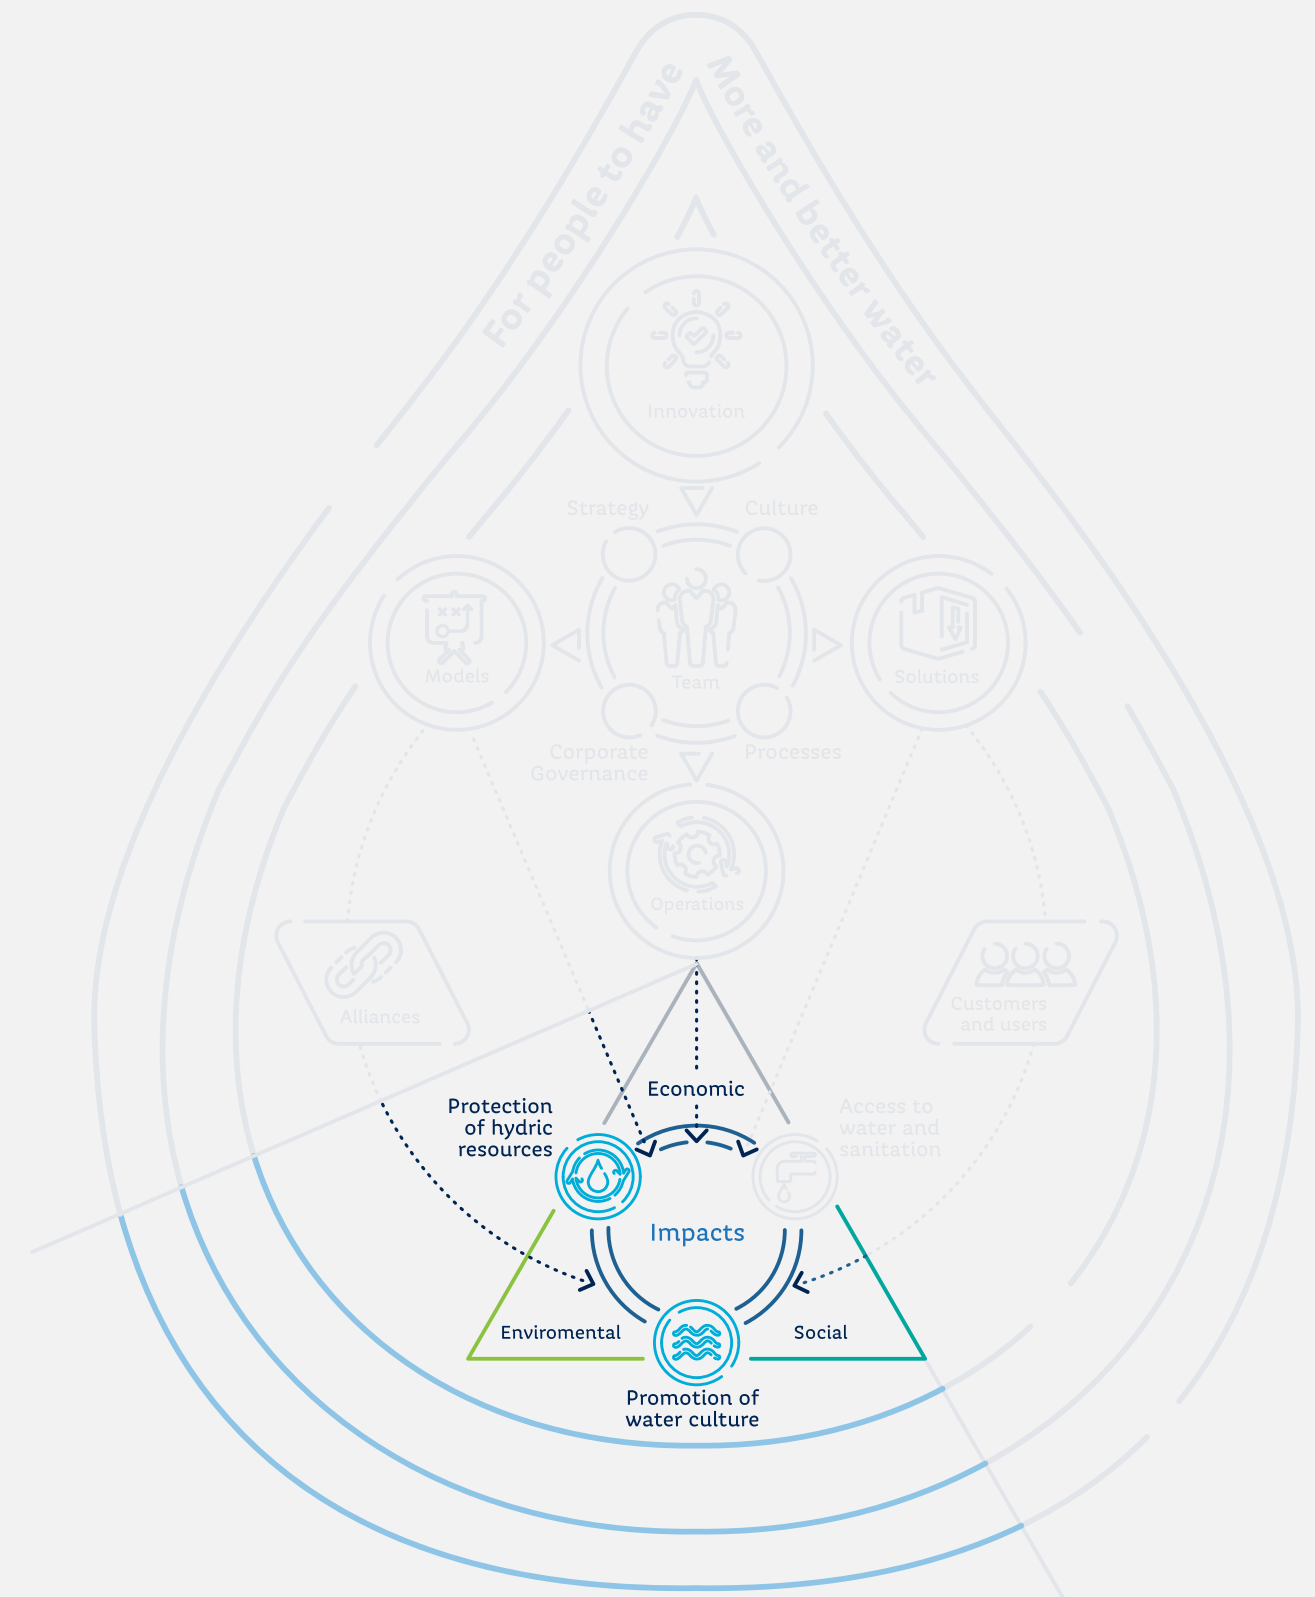 For people to have
More and better water
Innovation
Strategy
Culture
Models
Team
Solutions
Corporate
Governance
Processes
Operations
Alliances
Customers
and users
Economic
Protection
of hydric
resources
Access to
water and
sanitation
Impacts
Enviromental
Social
Promotion of
water culture